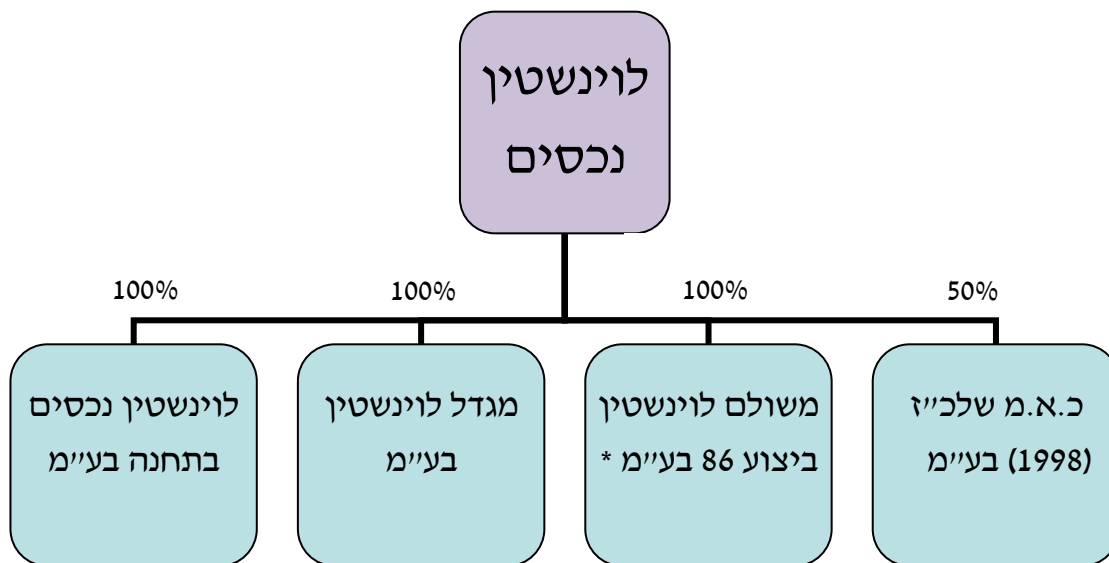 לוינשטין
נכסים
50%
100%
100%
100%
כ.א.מ שלכ״ז
(1998) בע״מ
משולם לוינשטין
ביצוע 86 בע״מ *
מגדל לוינשטין
בע״מ
לוינשטין נכסים
בתחנה בע״מ